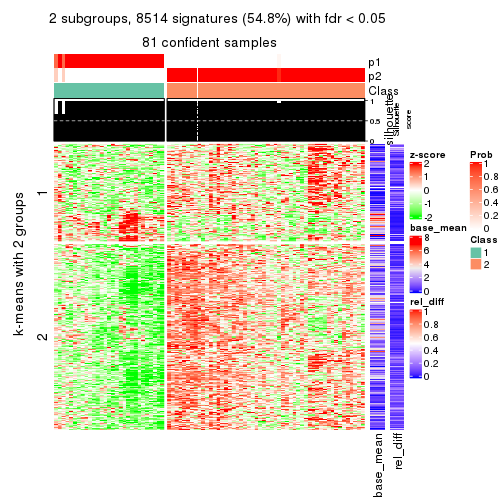 2 subgroups, 8514 signatures (54.8%) with fdr < 0.05
81 confident samples
p1
p2
Class
silhouette
Silhouette
score
1
0.5
0
k-means with 2 groups
1
2
base_mean
rel_diff
z-score
2
1
0
-1
-2
base_mean
8
6
4
2
0
rel_diff
1
0.8
0.6
0.4
0.2
0
Prob
1
0.8
0.6
0.4
0.2
0
Class
1
2